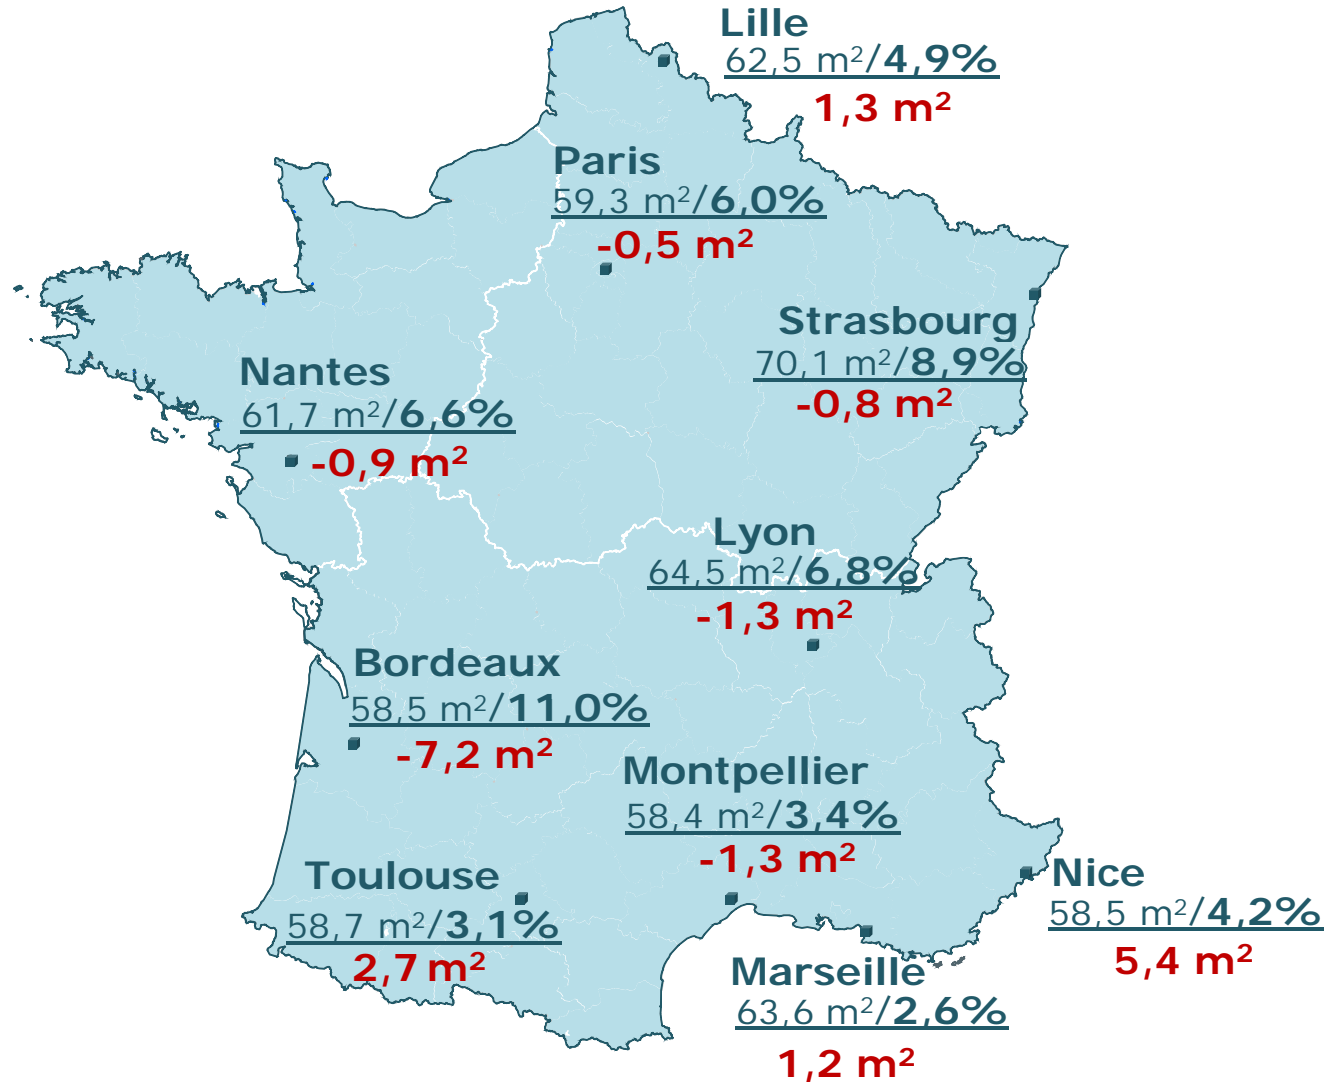 Lille
62,5 m²/4,9%
1,3 m²
Paris
59,3 m²/6,0%
-0,5 m²
Strasbourg
70,1 m²/8,9%
-0,8 m²
Nantes
61,7 m²/6,6%
-0,9 m²
Lyon
64,5 m²/6,8%
-1,3 m²
Bordeaux
58,5 m²/11,0%
-7,2 m²
Montpellier
58,4 m²/3,4%
-1,3 m²
Toulouse
58,7 m²/3,1%
2,7 m²
Nice
58,5 m²/4,2%
5,4 m²
Marseille
63,6 m²/2,6%
1,2 m²